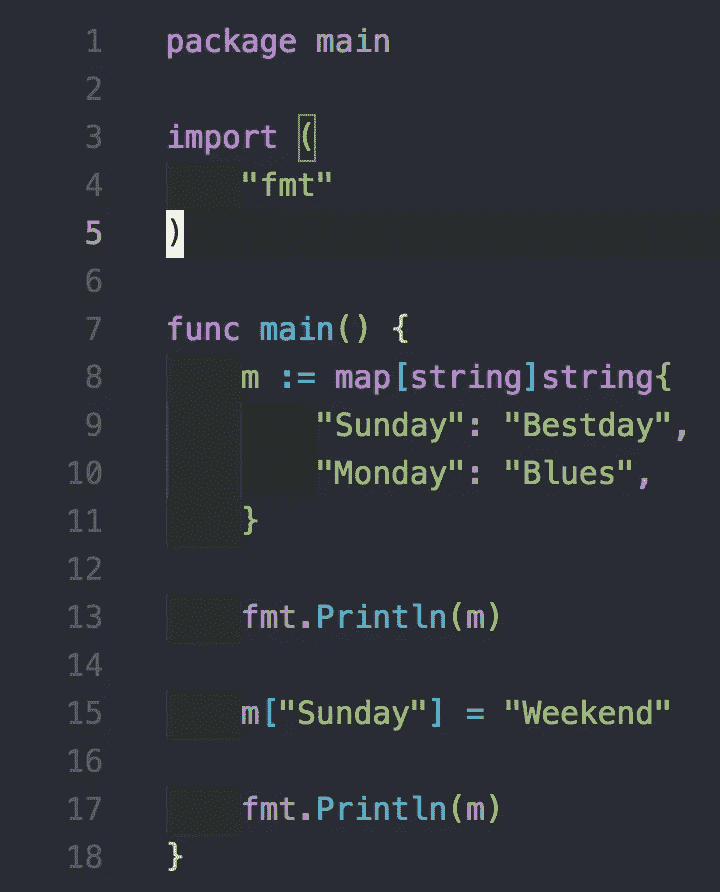 1 package main
2
3 import (
4     "fmt"
5 )
6
7 func main() {
8     m := map[string]string{
9         "Sunday": "Bestday",
10         "Monday": "Blues",
11     }
12
13     fmt.Println(m)
14
15     m["Sunday"] = "Weekend"
16
17     fmt.Println(m)
18 }